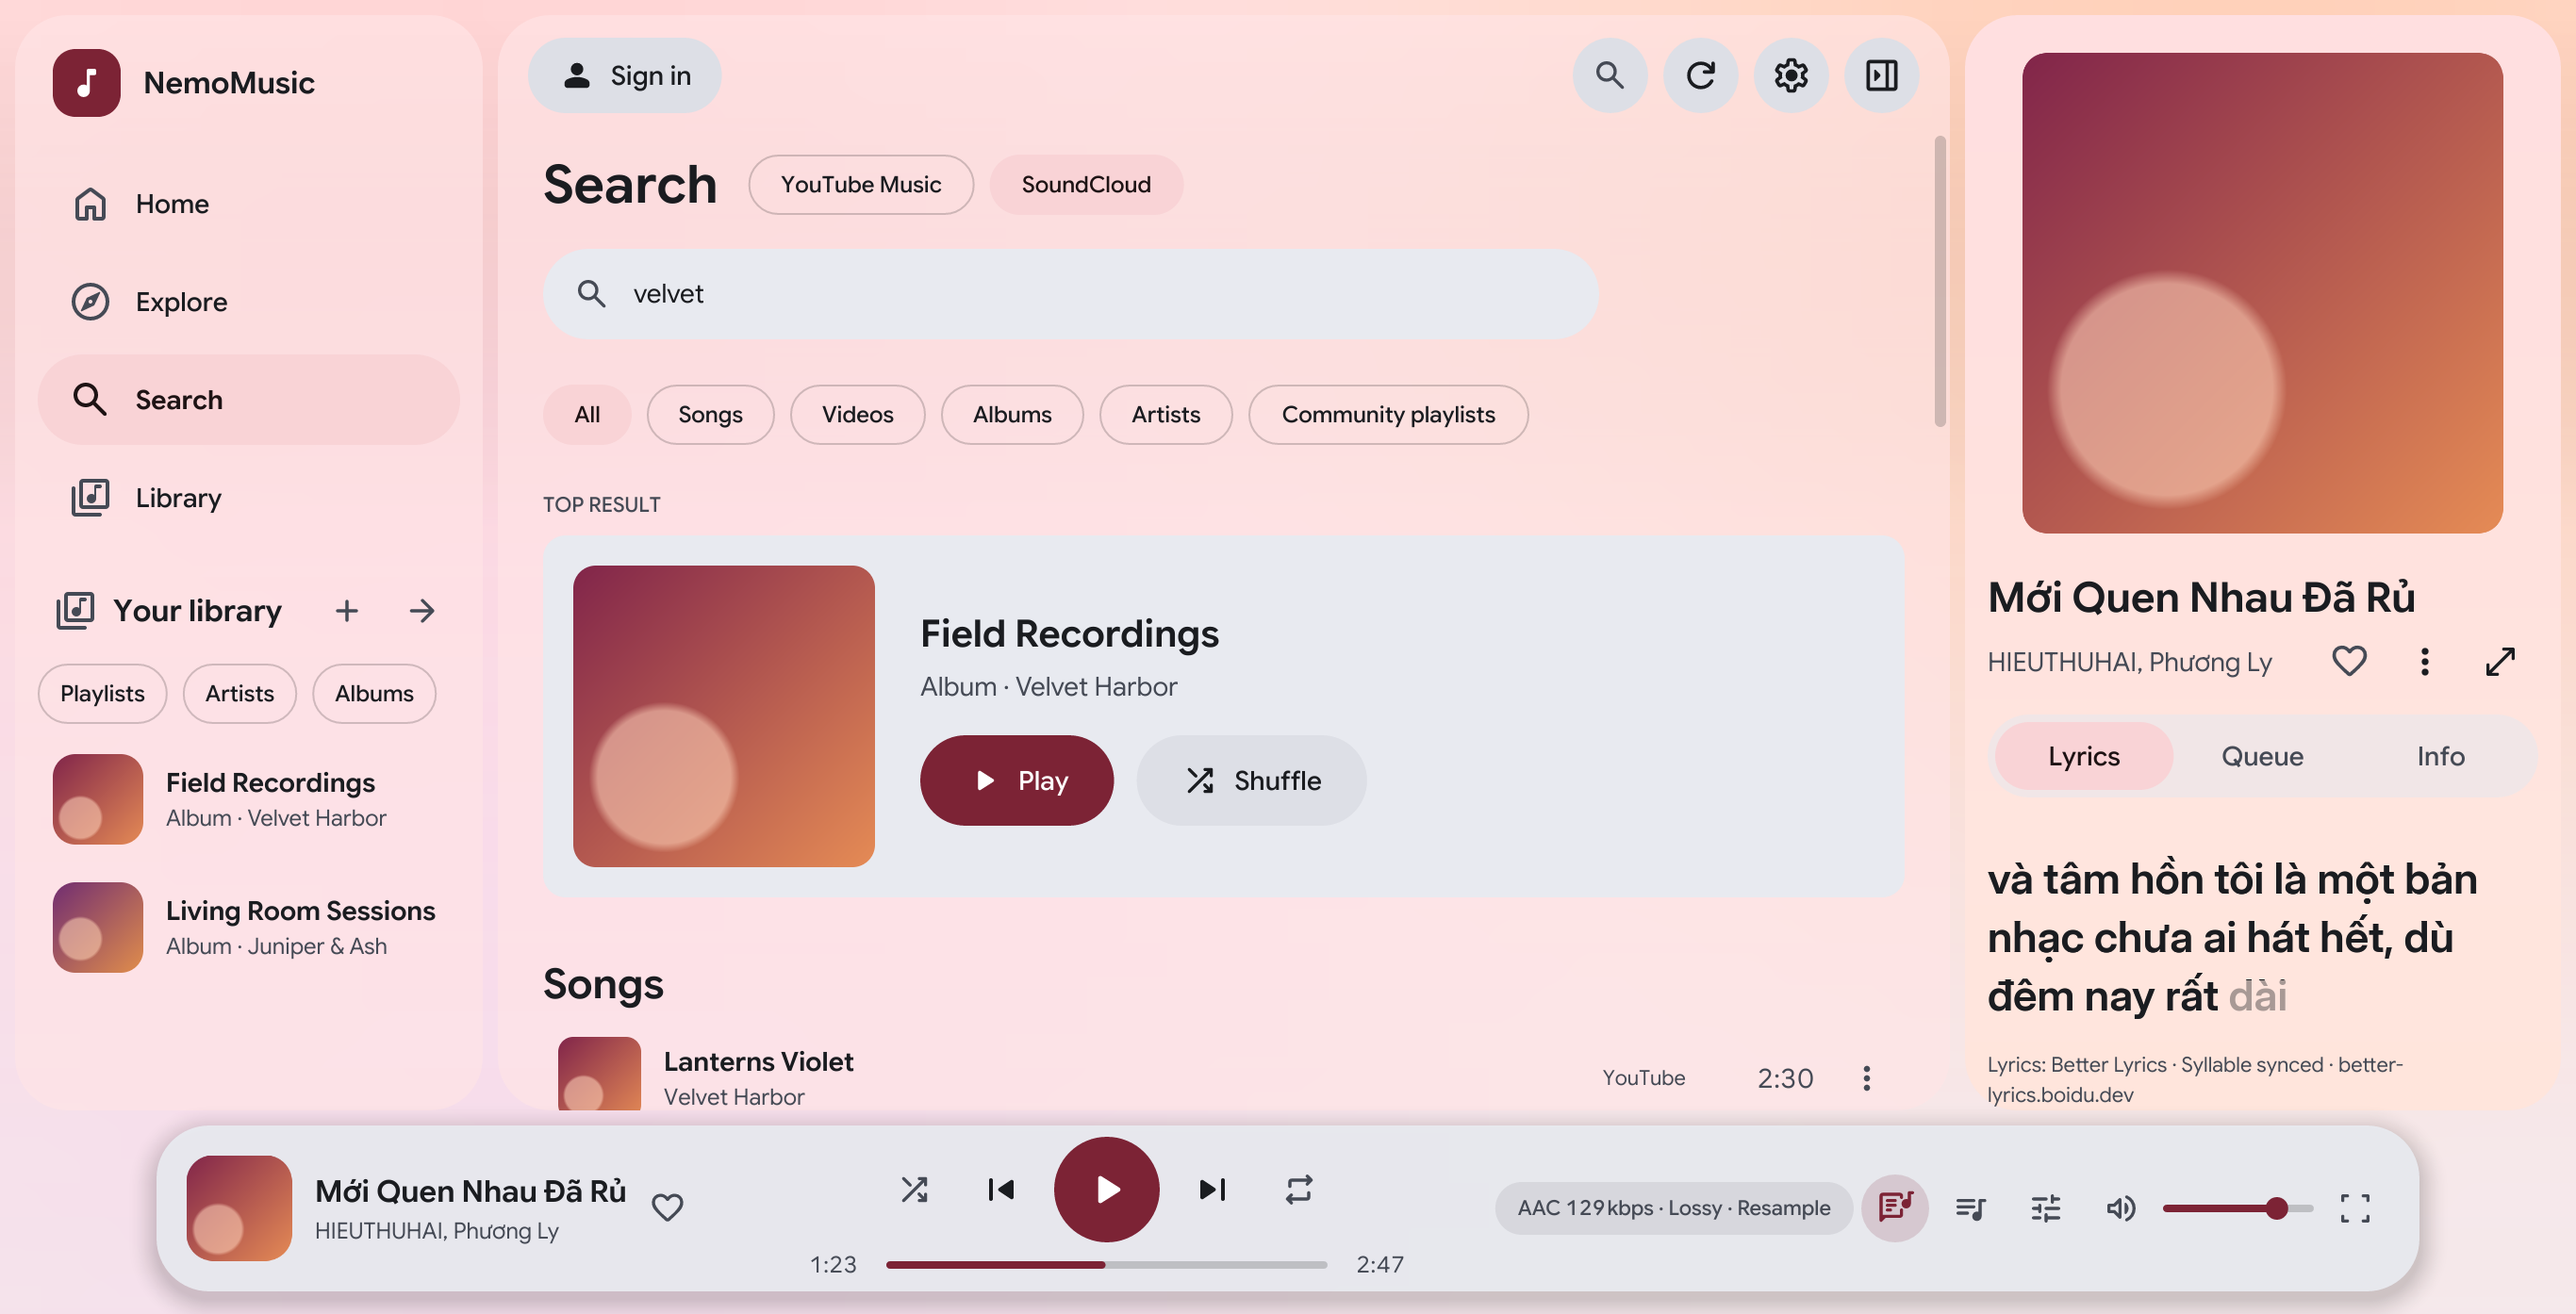 NemoMusic
Home
Explore
Search
Library
Your library
Playlists
Artists
Albums
Field Recordings
Album · Velvet Harbor
Living Room Sessions
Album · Juniper & Ash
Sign in
Search
YouTube Music
SoundCloud
velvet
All
Songs
Videos
Albums
Artists
Community playlists
TOP RESULT
Field Recordings
Album · Velvet Harbor
Play
Shuffle
Songs
Lanterns Violet
Velvet Harbor
YouTube
2:30
Mới Quen Nhau Đã Rủ
HIEUTHUHAI, Phương Ly
Lyrics
Queue
Info
và tâm hồn tôi là một bản
nhạc chưa ai hát hết, dù
đêm nay rất dài
Lyrics: Better Lyrics · Syllable synced · better-
lyrics.boidu.dev
Mới Quen Nhau Đã Rủ
HIEUTHUHAI, Phương Ly
1:23
2:47
AAC 129 kbps · Lossy · Resample